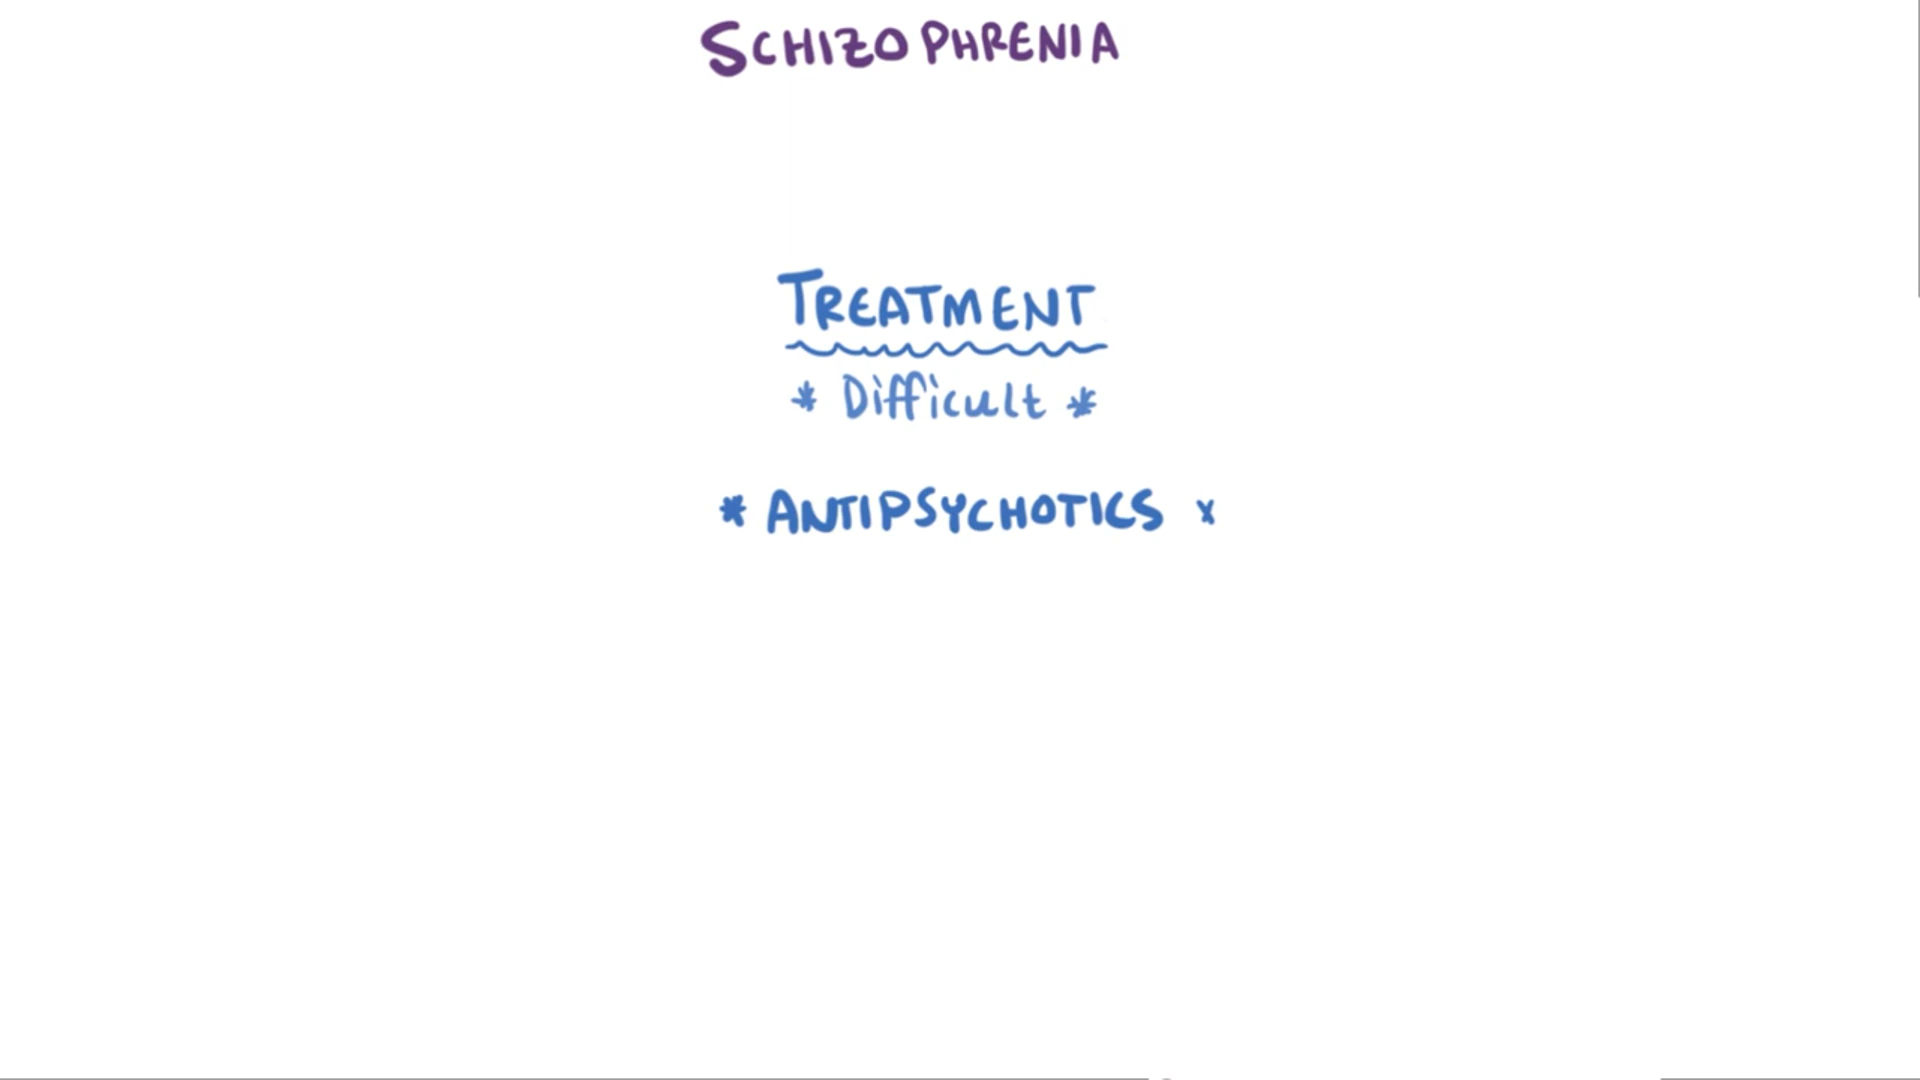 SCHIZOPHRENIA
TREATMENT
* Difficult *
* ANTIPSYCHOTICS x